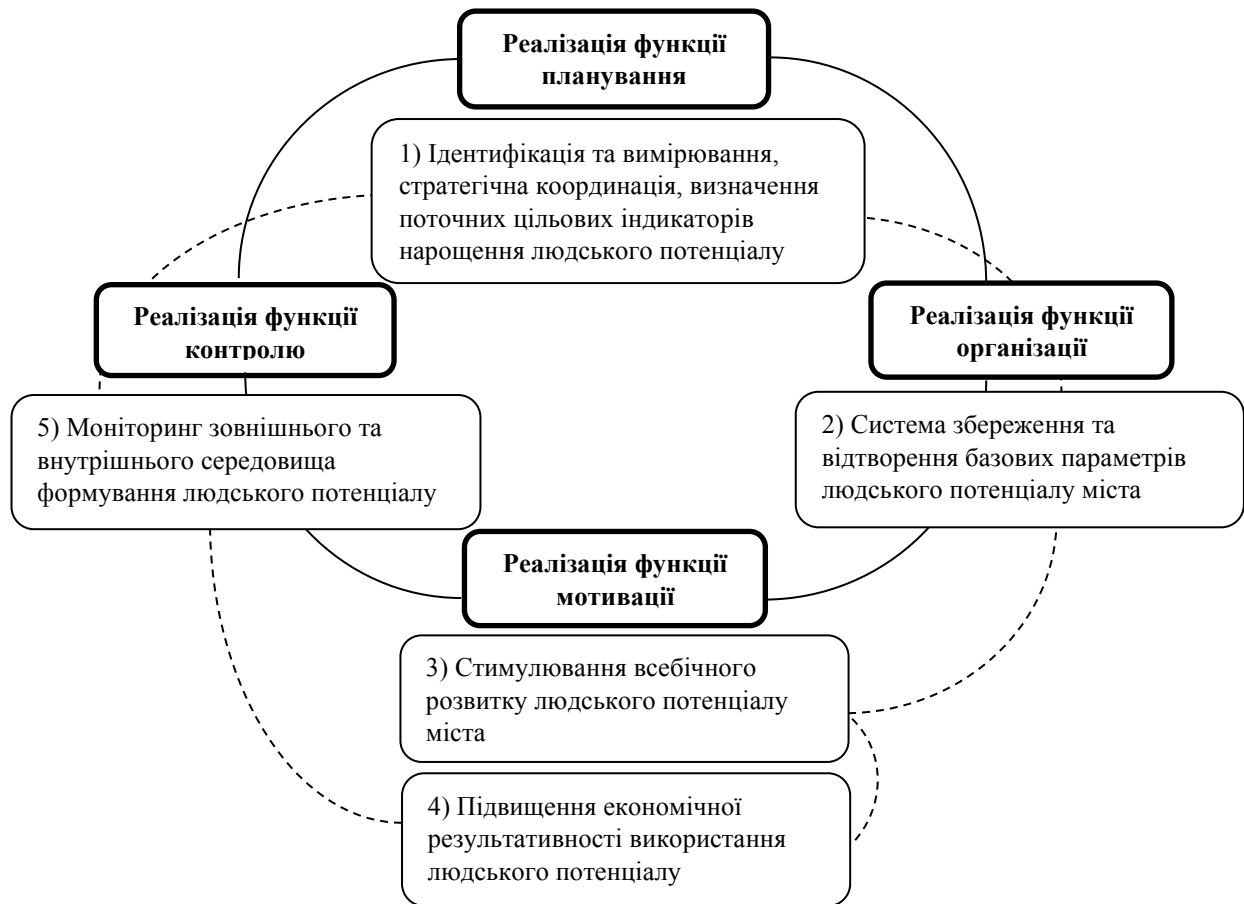 Реалізація функції
планування
1) Ідентифікація та вимірювання,
стратегічна координація, визначення
поточних цільових індикаторів
нарощення людського потенціалу
Реалізація функції
контролю
Реалізація функції
організації
5) Моніторинг зовнішнього та
внутрішнього середовища
формування людського потенціалу
2) Система збереження та
відтворення базових параметрів
людського потенціалу міста
Реалізація функції
мотивації
3) Стимулювання всебічного
розвитку людського потенціалу
міста
4) Підвищення економічної
результативності використання
людського потенціалу